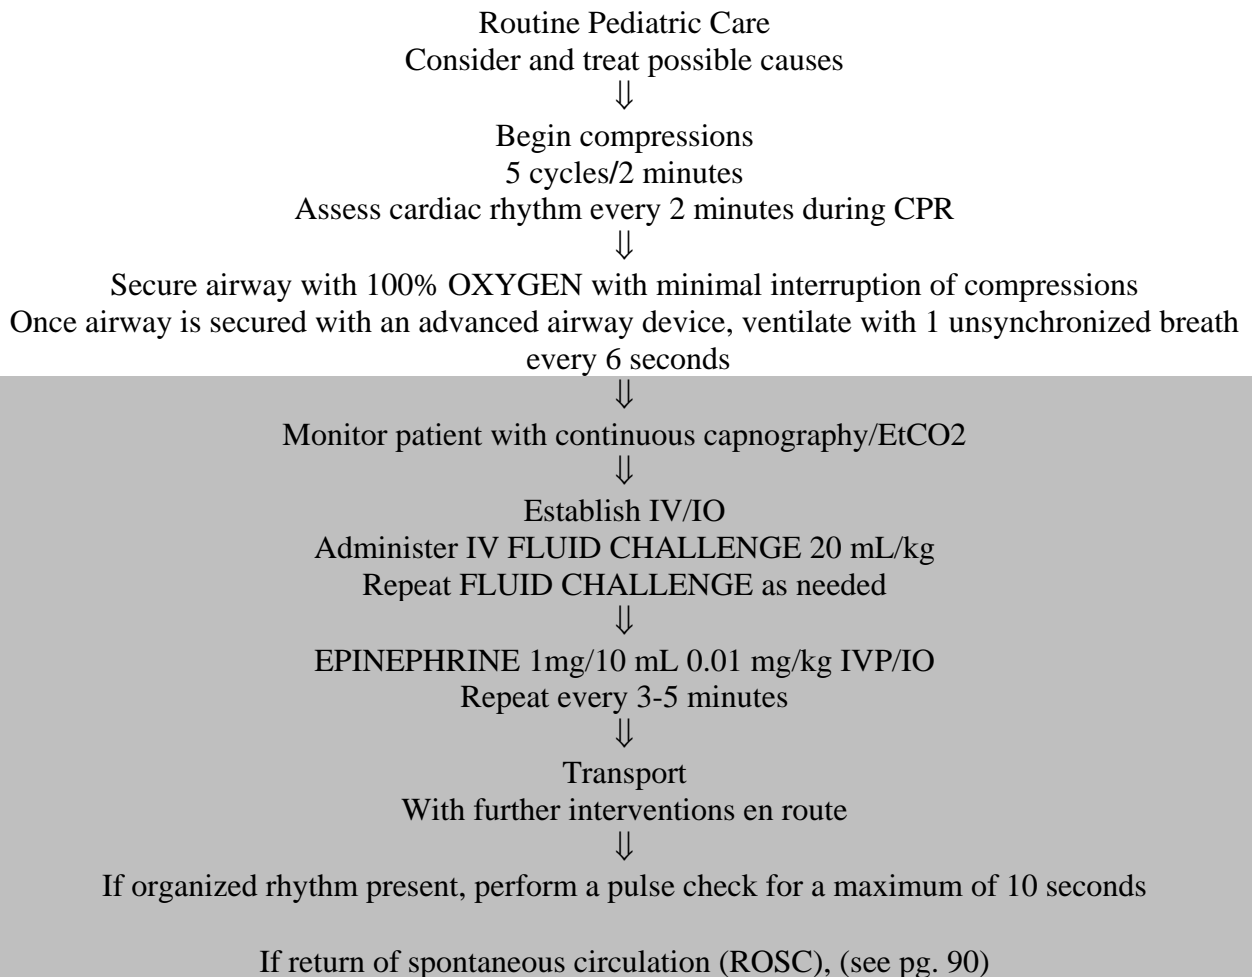 Routine Pediatric Care
Consider and treat possible causes
⇓
Begin compressions
5 cycles/2 minutes
Assess cardiac rhythm every 2 minutes during CPR
⇓
Secure airway with 100% OXYGEN with minimal interruption of compressions
Once airway is secured with an advanced airway device, ventilate with 1 unsynchronized breath
every 6 seconds
⇓
Monitor patient with continuous capnography/EtCO2
⇓
Establish IV/IO
Administer IV FLUID CHALLENGE 20 mL/kg
Repeat FLUID CHALLENGE as needed
⇓
EPINEPHRINE 1mg/10 mL 0.01 mg/kg IVP/IO
Repeat every 3-5 minutes
⇓
Transport
With further interventions en route
⇓
If organized rhythm present, perform a pulse check for a maximum of 10 seconds
If return of spontaneous circulation (ROSC), (see pg. 90)